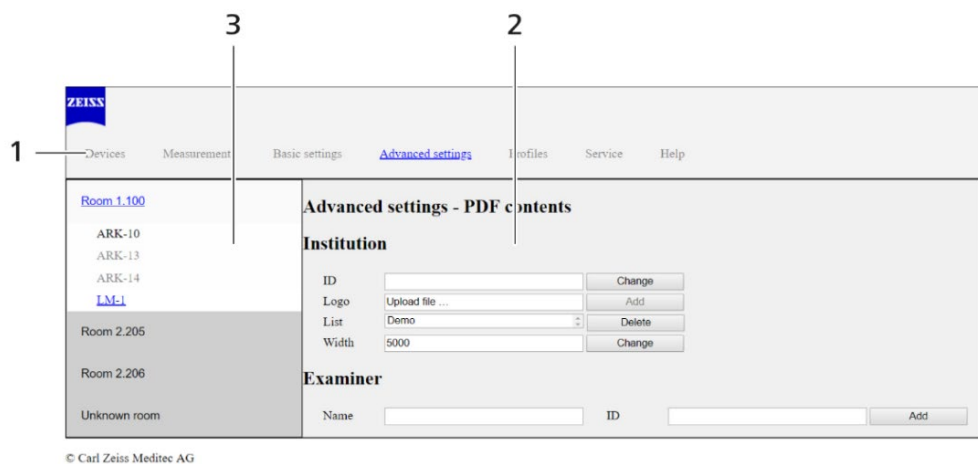 3 2
ZEISS
1
Devices Measurement Basic settings Advanced settings Profiles Service Help
Room 1.100
ARK-10
ARK-13
ARK-14
LM-1
Room 2.205
Room 2.206
Unknown room
Advanced settings - PDF contents
Institution
ID Change
Logo Upload file ... Add
List Demo Delete
Width 5000 Change
Examiner
Name ID Add
© Carl Zeiss Meditec AG